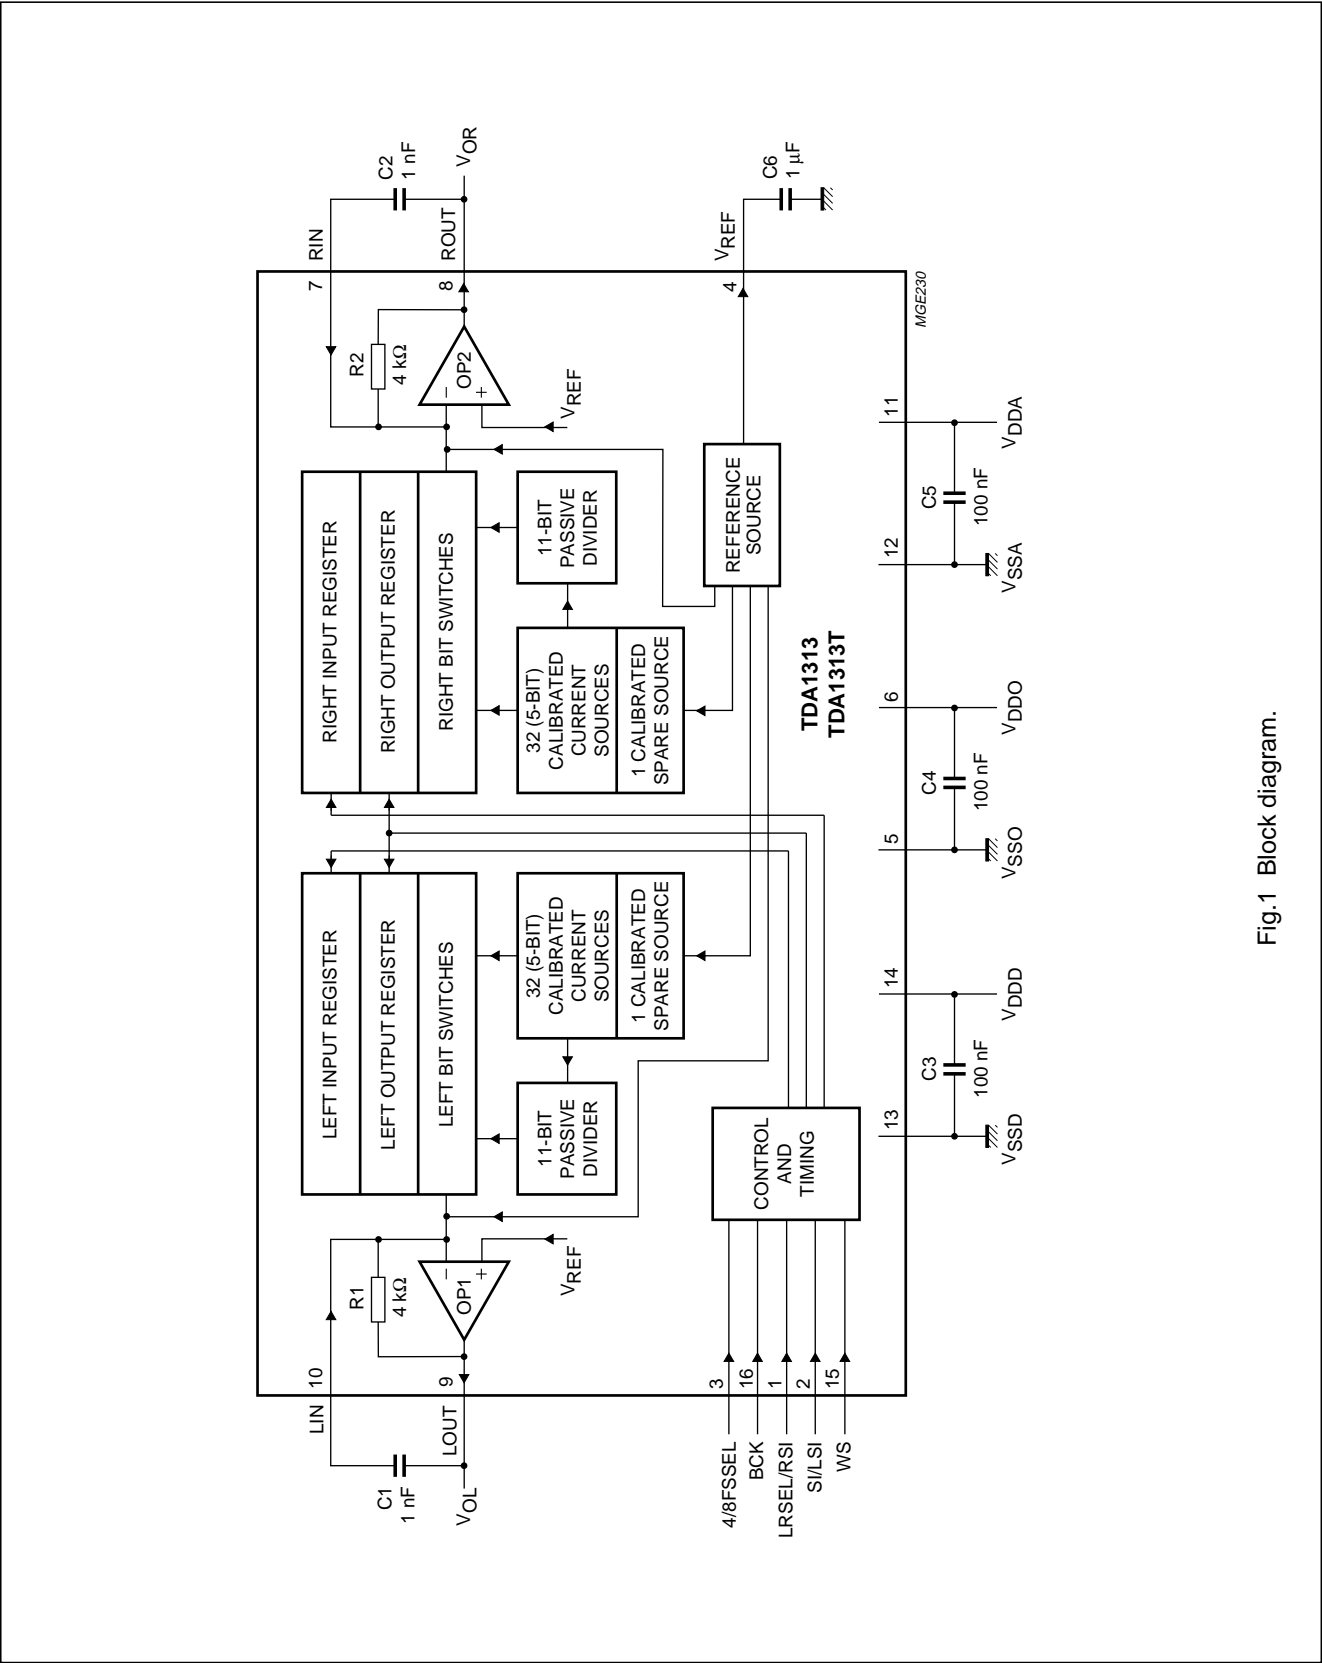 C1
1 nF
VOL
LIN
10
9
LOUT
R1
4 kΩ
OP1
−
+
VREF
LEFT INPUT REGISTER
LEFT OUTPUT REGISTER
LEFT BIT SWITCHES
11-BIT
PASSIVE
DIVIDER
32 (5-BIT)
CALIBRATED
CURRENT
SOURCES
1 CALIBRATED
SPARE SOURCE
RIGHT INPUT REGISTER
RIGHT OUTPUT REGISTER
RIGHT BIT SWITCHES
32 (5-BIT)
CALIBRATED
CURRENT
SOURCES
1 CALIBRATED
SPARE SOURCE
11-BIT
PASSIVE
DIVIDER
R2
4 kΩ
OP2
−
+
VREF
7
RIN
8
ROUT
C2
1 nF
VOR
4/8FSSEL
3
BCK
16
LRSEL/RSI
1
SI/LSI
2
WS
15
CONTROL
AND
TIMING
REFERENCE
SOURCE
4
VREF
C6
1 µF
TDA1313
TDA1313T
13
14
5
6
12
11
C3
100 nF
C4
100 nF
C5
100 nF
VSSD
VDDD
VSSO
VDDO
VSSA
VDDA
MGE230
Fig.1 Block diagram.